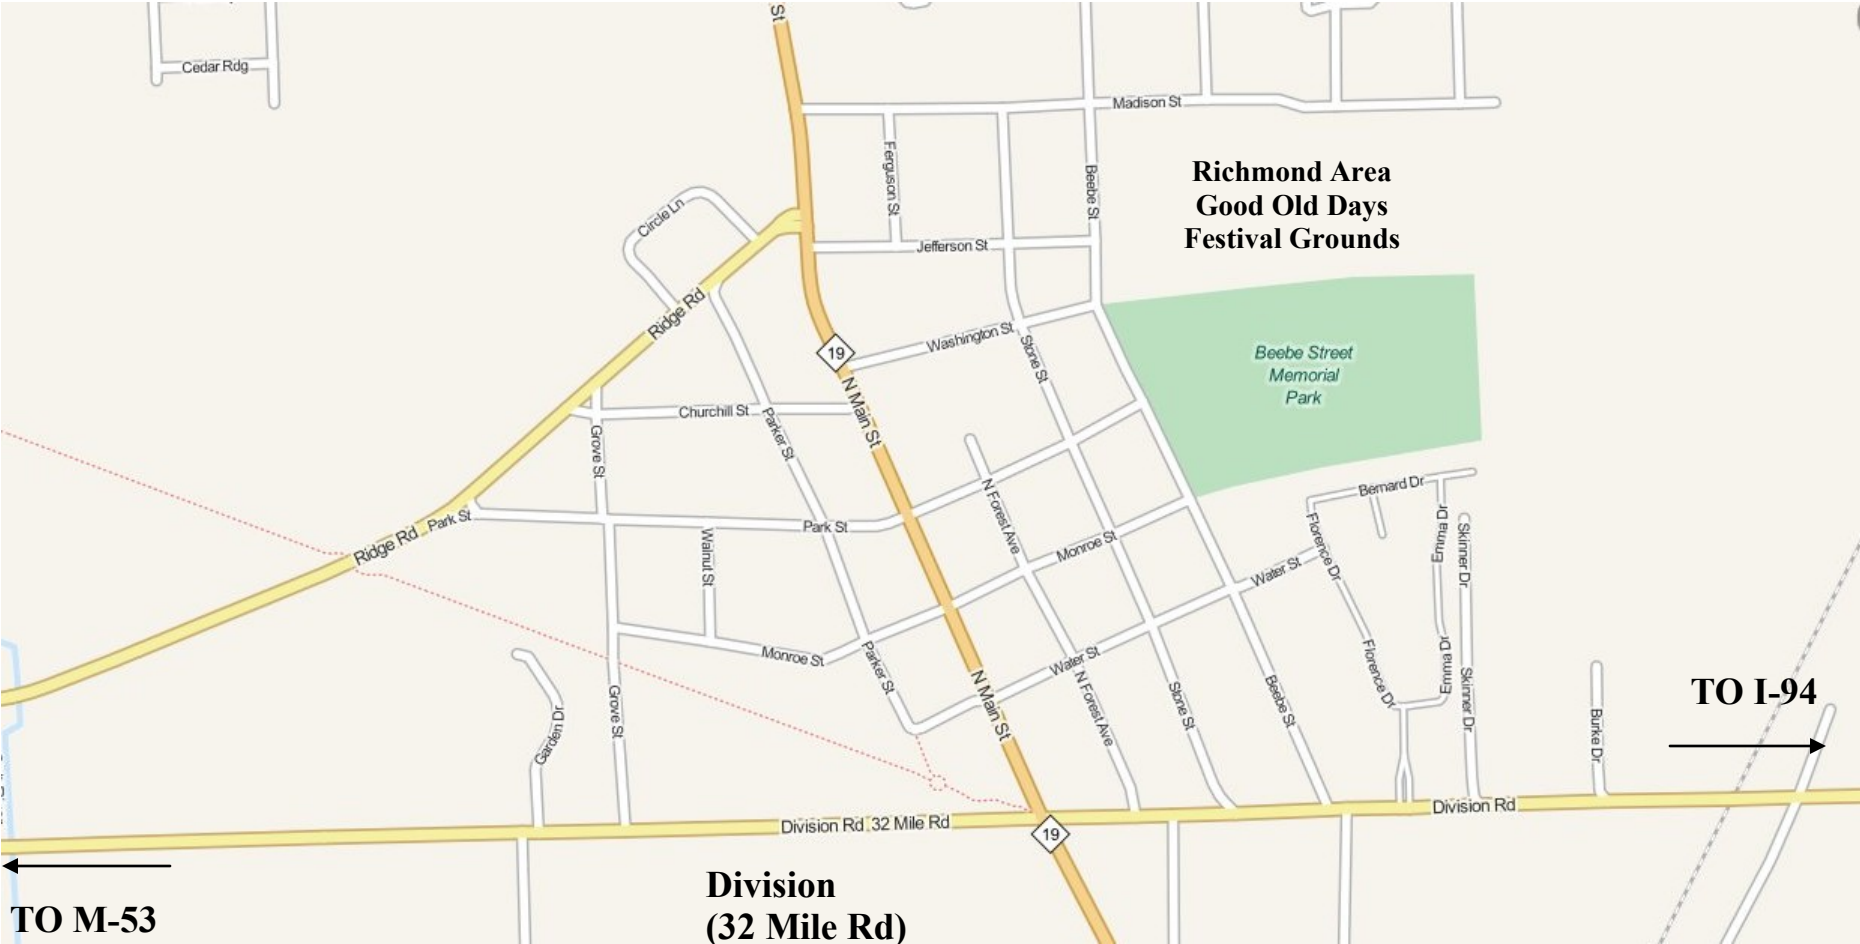 St
Cedar Rdg
Madison St
Ferguson St
Beebe St
Richmond Area
Good Old Days
Festival Grounds
Circle Ln
Jefferson St
Ridge Rd
19
Washington St
Stone St
Beebe Street
Memorial
Park
N Main St
Churchill St
Parker St
Grove St
Bernard Dr
N Forest Ave
Park St
Park St
Ridge Rd
Walnut St
Monroe St
Florence Dr
Emma Dr
Skinner Dr
Water St
Monroe St
Parker St
Water St
N Main St
N Forest Ave
Stone St
Beebe St
Florence Dr
Emma Dr
Skinner Dr
Grove St
Garden Dr
Burke Dr
TO I-94
Division Rd
Division Rd 32 Mile Rd
19
Division
(32 Mile Rd)
TO M-53